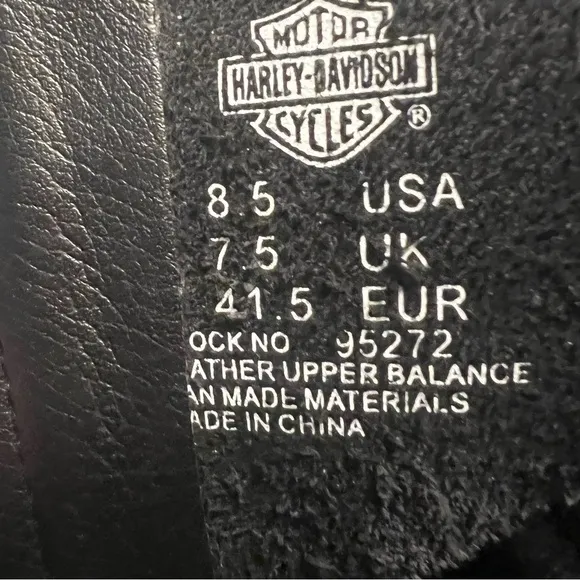 MOTOR
HARLEY-DAVIDSON
CYCLES ®
8.5 USA
7.5 UK
41.5 EUR
OCK NO 95272
ATHER UPPER BALANCE
AN MADE MATERIALS
ADE IN CHINA